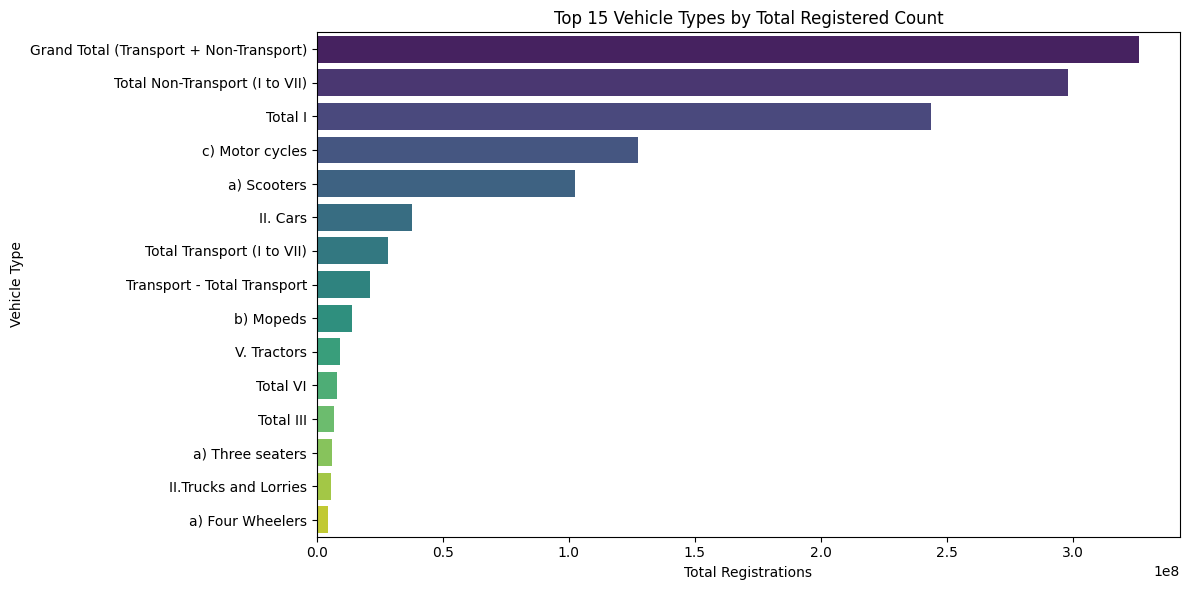 Top 15 Vehicle Types by Total Registered Count
Grand Total (Transport + Non-Transport)
Total Non-Transport (I to VII)
Total I
c) Motor cycles
a) Scooters
II. Cars
Total Transport (I to VII)
Transport - Total Transport
b) Mopeds
V. Tractors
Total VI
Total III
a) Three seaters
II.Trucks and Lorries
a) Four Wheelers
Vehicle Type
0.0 0.5 1.0 1.5 2.0 2.5 3.0
1e8
Total Registrations